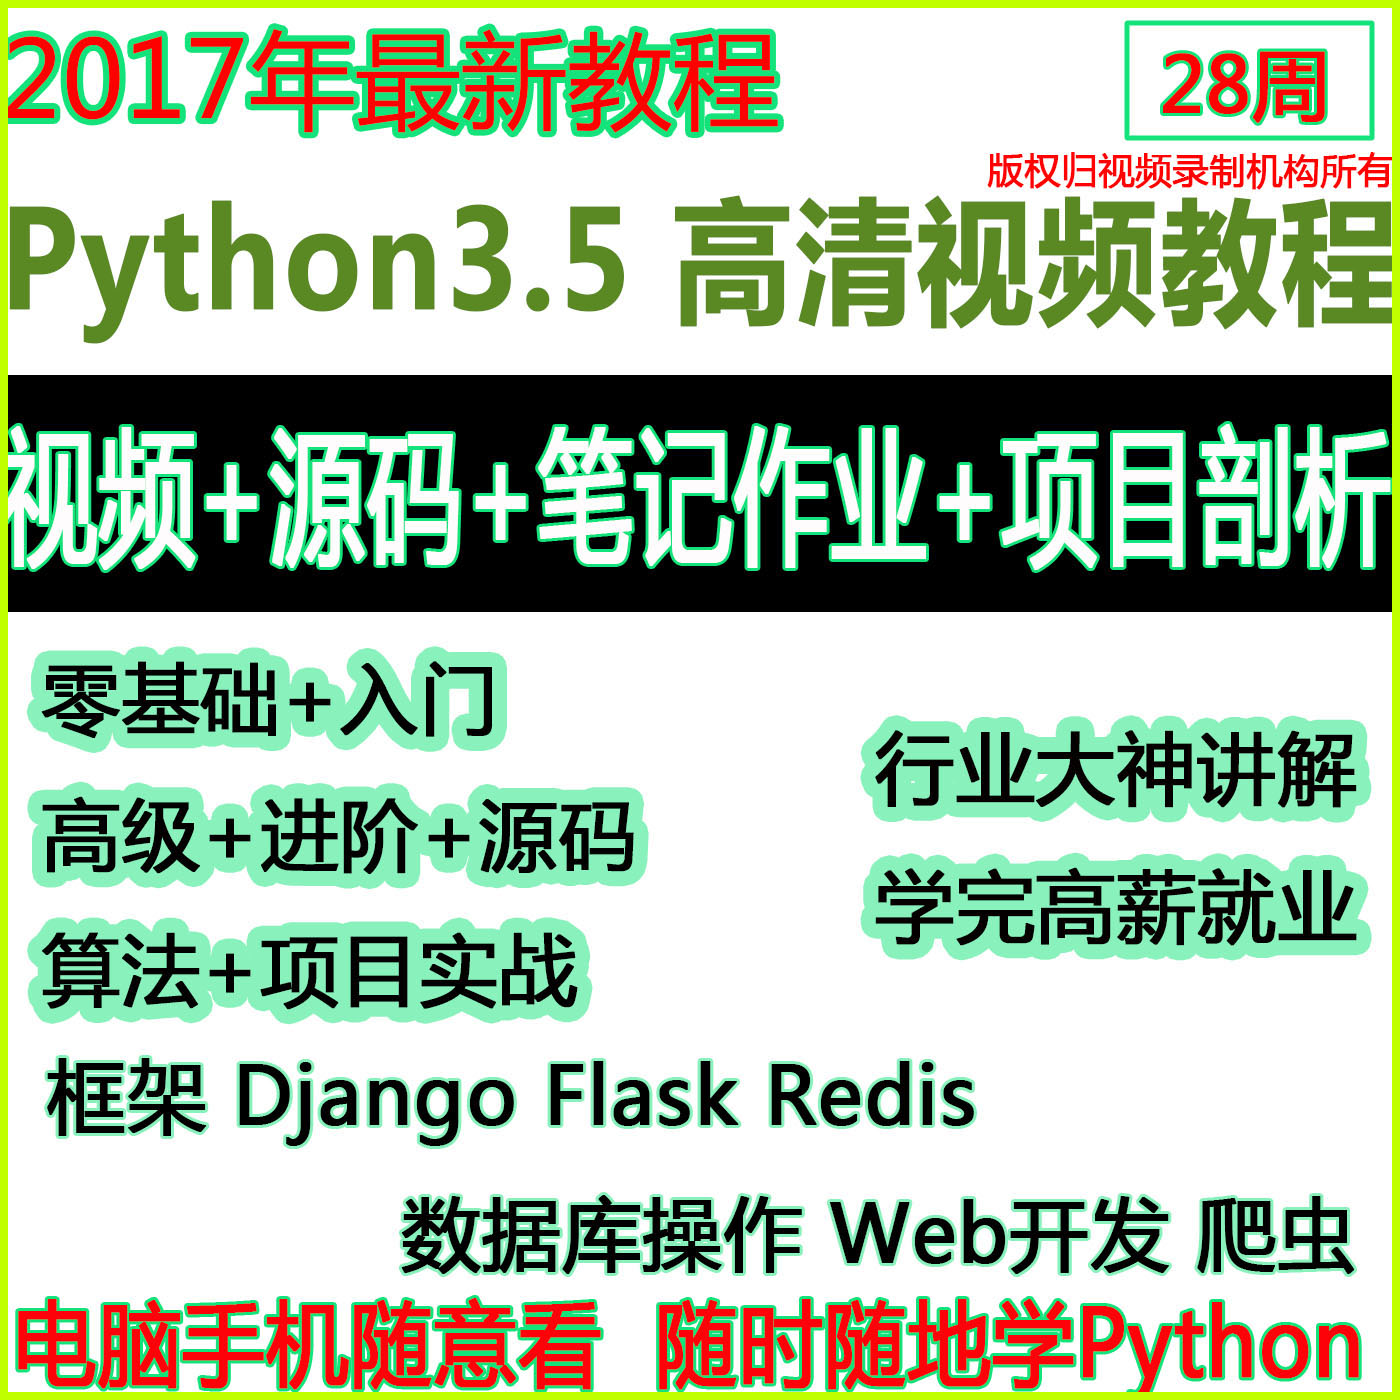 2017年最新教程
28周
版权归视频录制机构所有
Python3.5 高清视频教程
视频+源码+笔记作业+项目剖析
零基础+入门
行业大神讲解
高级+进阶+源码
学完高薪就业
算法+项目实战
框架 Django Flask Redis
数据库操作 Web开发 爬虫
电脑手机随意看 随时随地学Python